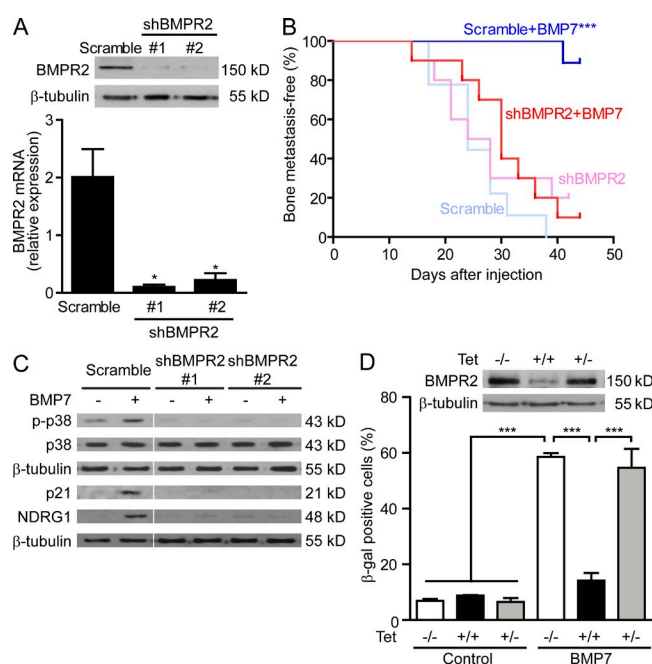 A
shBMPR2
Scramble #1 #2
BMPR2 150 kD
β-tubulin 55 kD
BMPR2 mRNA
(relative expression)
3
2
1
0
* *
Scramble #1 #2
shBMPR2
B
Bone metastasis-free (%)
100
80
60
40
20
0
Scramble+BMP7***
shBMPR2+BMP7
shBMPR2
Scramble
0 10 20 30 40 50
Days after injection
C
Scramble shBMPR2 #1 shBMPR2 #2
BMP7 - + - + - +
p-p38 43 kD
p38 43 kD
β-tubulin 55 kD
p21 21 kD
NDRG1 48 kD
β-tubulin 55 kD
D
Tet -/- +/+ +/-
BMPR2 150 kD
β-tubulin 55 kD
β-gal positive cells (%)
80
60
40
20
0
*** *** ***
Tet -/- +/+ +/- -/- +/+ +/-
Control BMP7